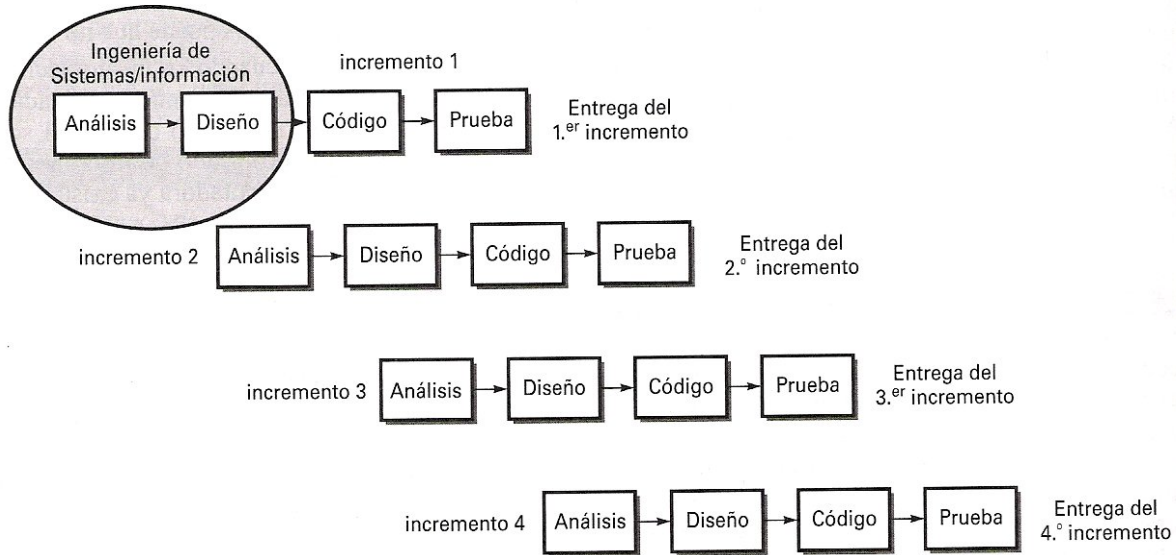 Ingeniería de
Sistemas/información
incremento 1
Análisis
Diseño
Código
Prueba
Entrega del
1.er incremento
incremento 2
Análisis
Diseño
Código
Prueba
Entrega del
2.º incremento
incremento 3
Análisis
Diseño
Código
Prueba
Entrega del
3.er incremento
incremento 4
Análisis
Diseño
Código
Prueba
Entrega del
4.º incremento